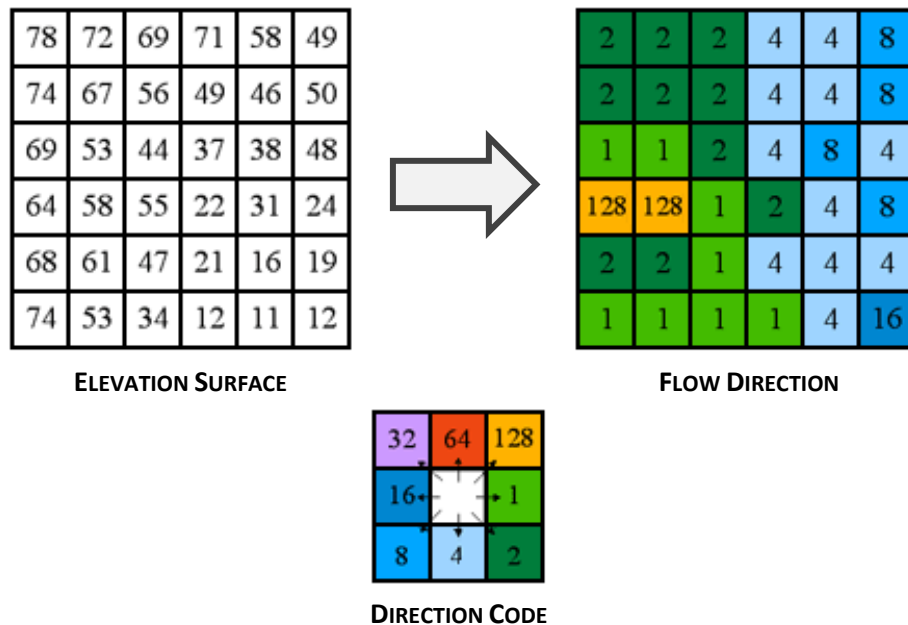 78 72 69 71 58 49
74 67 56 49 46 50
69 53 44 37 38 48
64 58 55 22 31 24
68 61 47 21 16 19
74 53 34 12 11 12
ELEVATION SURFACE
2 2 2 4 4 8
2 2 2 4 4 8
1 1 2 4 8 4
128 128 1 2 4 8
2 2 1 4 4 4
1 1 1 1 4 16
FLOW DIRECTION
32 64 128
16 1
8 4 2
DIRECTION CODE